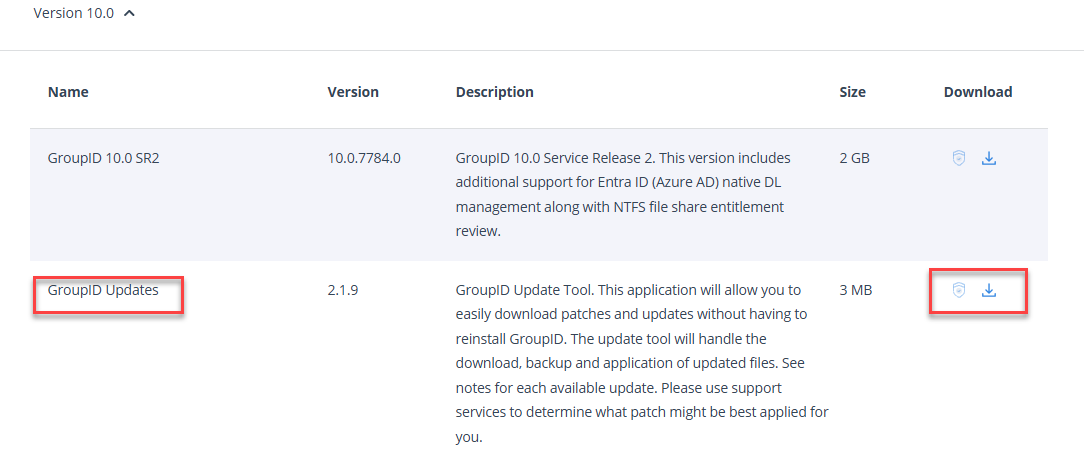 Version 10.0
Name Version Description Size Download
GroupID 10.0 SR2 10.0.7784.0 GroupID 10.0 Service Release 2. This version includes 2 GB
additional support for Entra ID (Azure AD) native DL
management along with NTFS file share entitlement
review.
GroupID Updates 2.1.9 GroupID Update Tool. This application will allow you to 3 MB
easily download patches and updates without having to
reinstall GroupID. The update tool will handle the
download, backup and application of updated files. See
notes for each available update. Please use support
services to determine what patch might be best applied for
you.